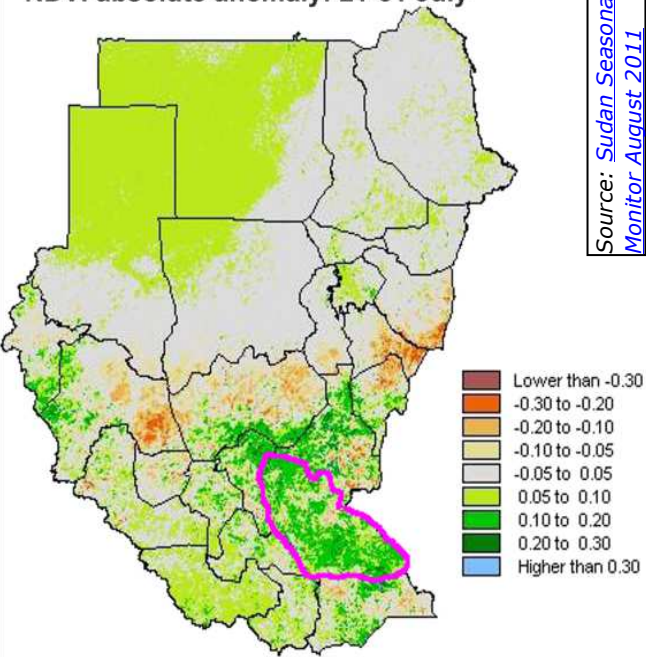 Source: Sudan Seasonal
Monitor August 2011
Lower than -0.30
-0.30 to -0.20
-0.20 to -0.10
-0.10 to -0.05
-0.05 to 0.05
0.05 to 0.10
0.10 to 0.20
0.20 to 0.30
Higher than 0.30